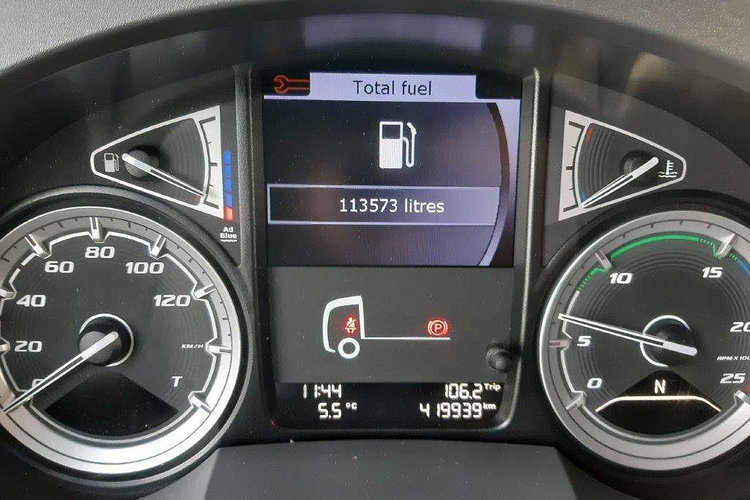 Total fuel
113573 litres
Ad
Blue
0
20
40
60
80
100
120
KM/H
T
0
5
10
15
20
25
RPM X 100
N
P
11:44
106.2 Trip
5.5 °C
419939 km